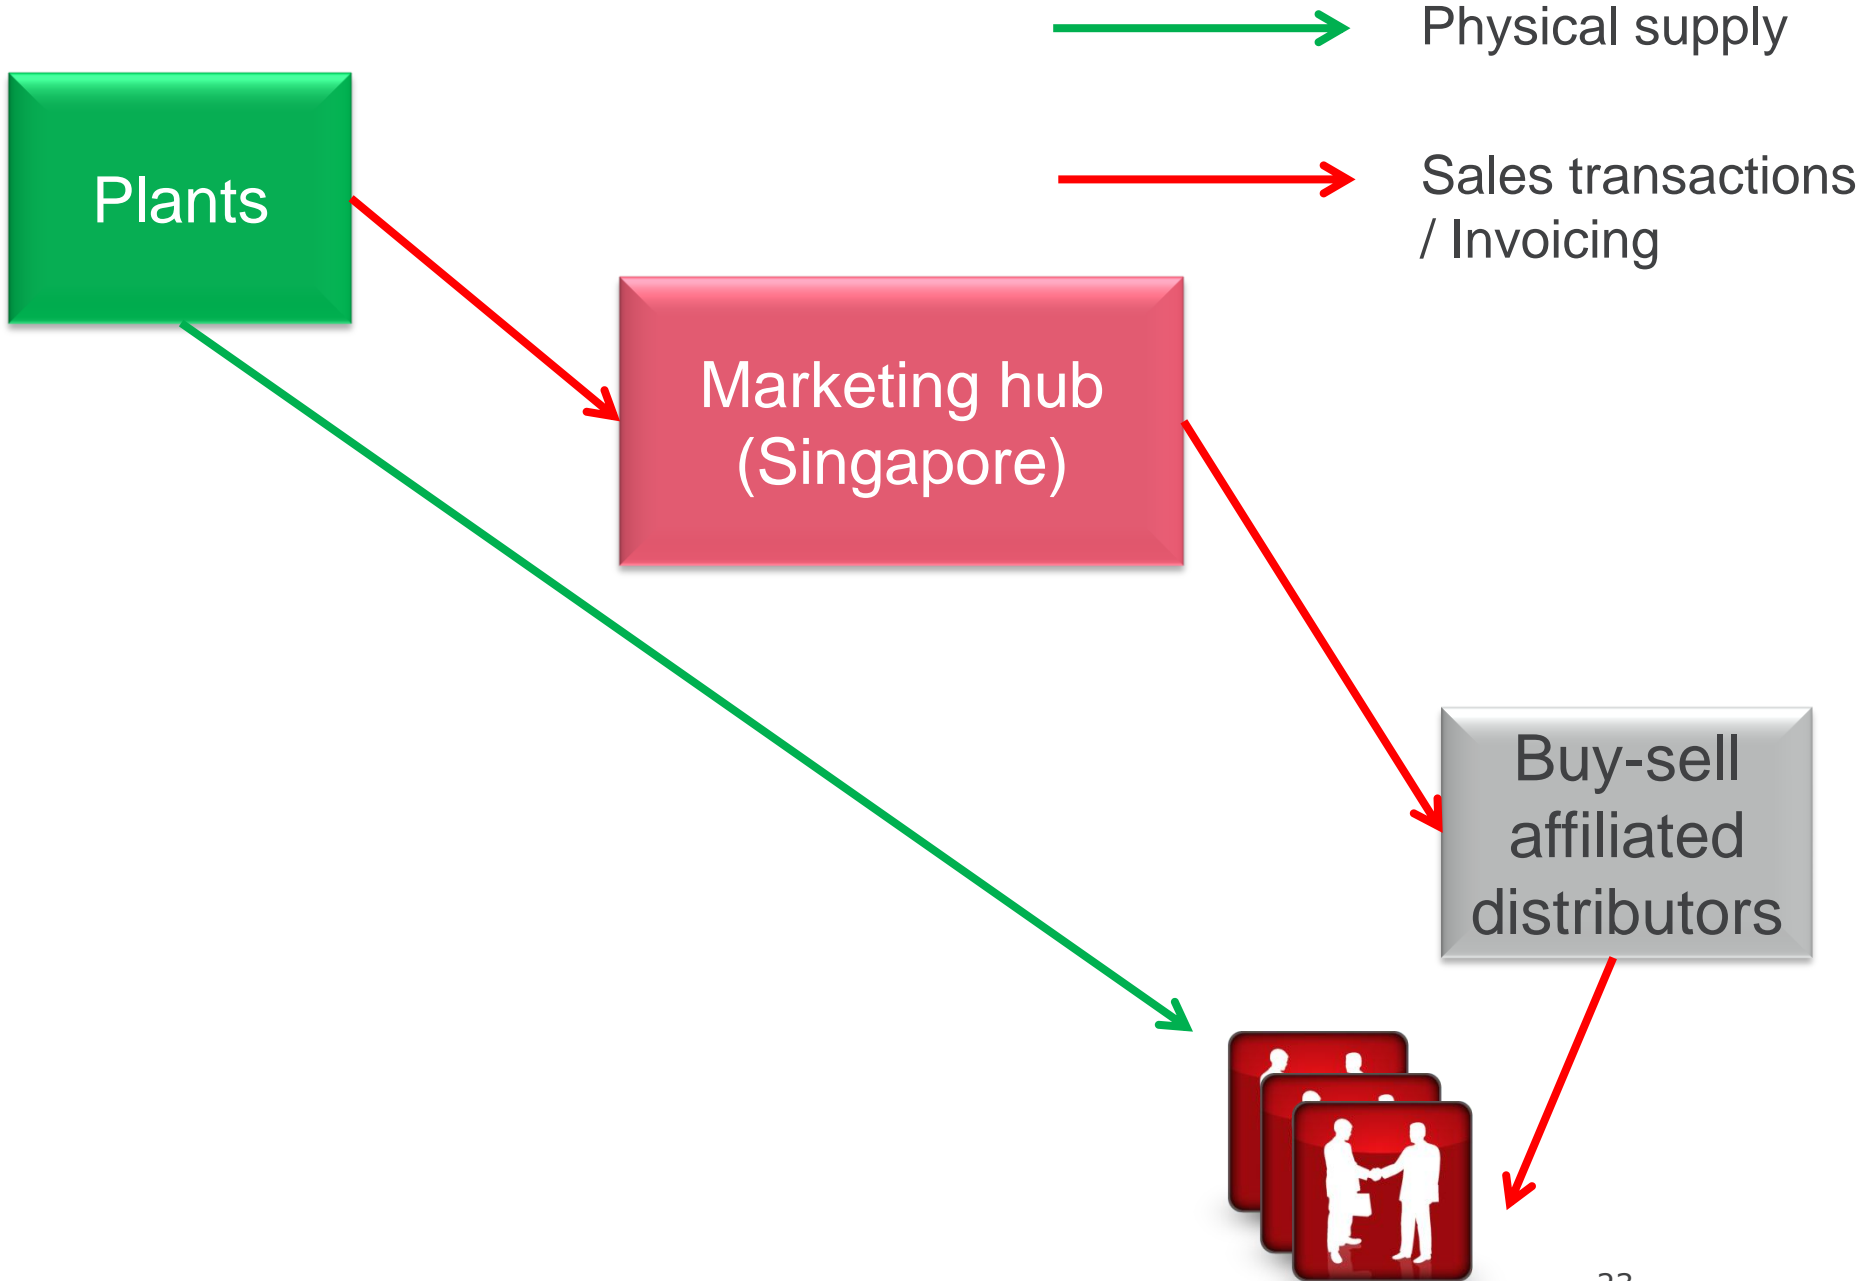 Physical supply
Sales transactions
/ Invoicing
Plants
Marketing hub
(Singapore)
Buy-sell
affiliated
distributors